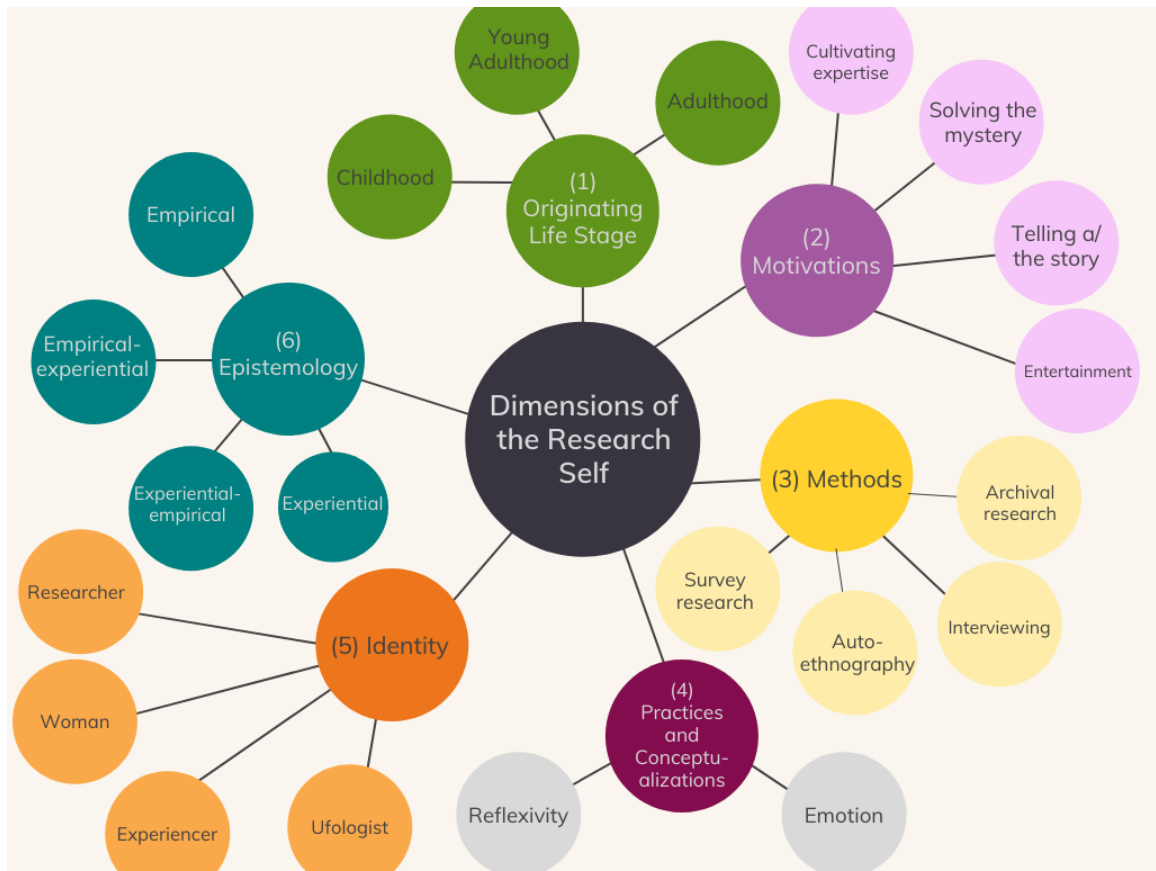 Dimensions of
the Research
Self
(1)
Originating
Life Stage
Childhood
Young
Adulthood
Adulthood
(2)
Motivations
Cultivating
expertise
Solving the
mystery
Telling a/
the story
Entertainment
(3) Methods
Archival
research
Interviewing
Auto-
ethnography
Survey
research
(4)
Practices
and
Conceptu-
alizations
Emotion
Reflexivity
(5) Identity
Ufologist
Experiencer
Woman
Researcher
(6)
Epistemology
Experiential
Experiential-
empirical
Empirical-
experiential
Empirical